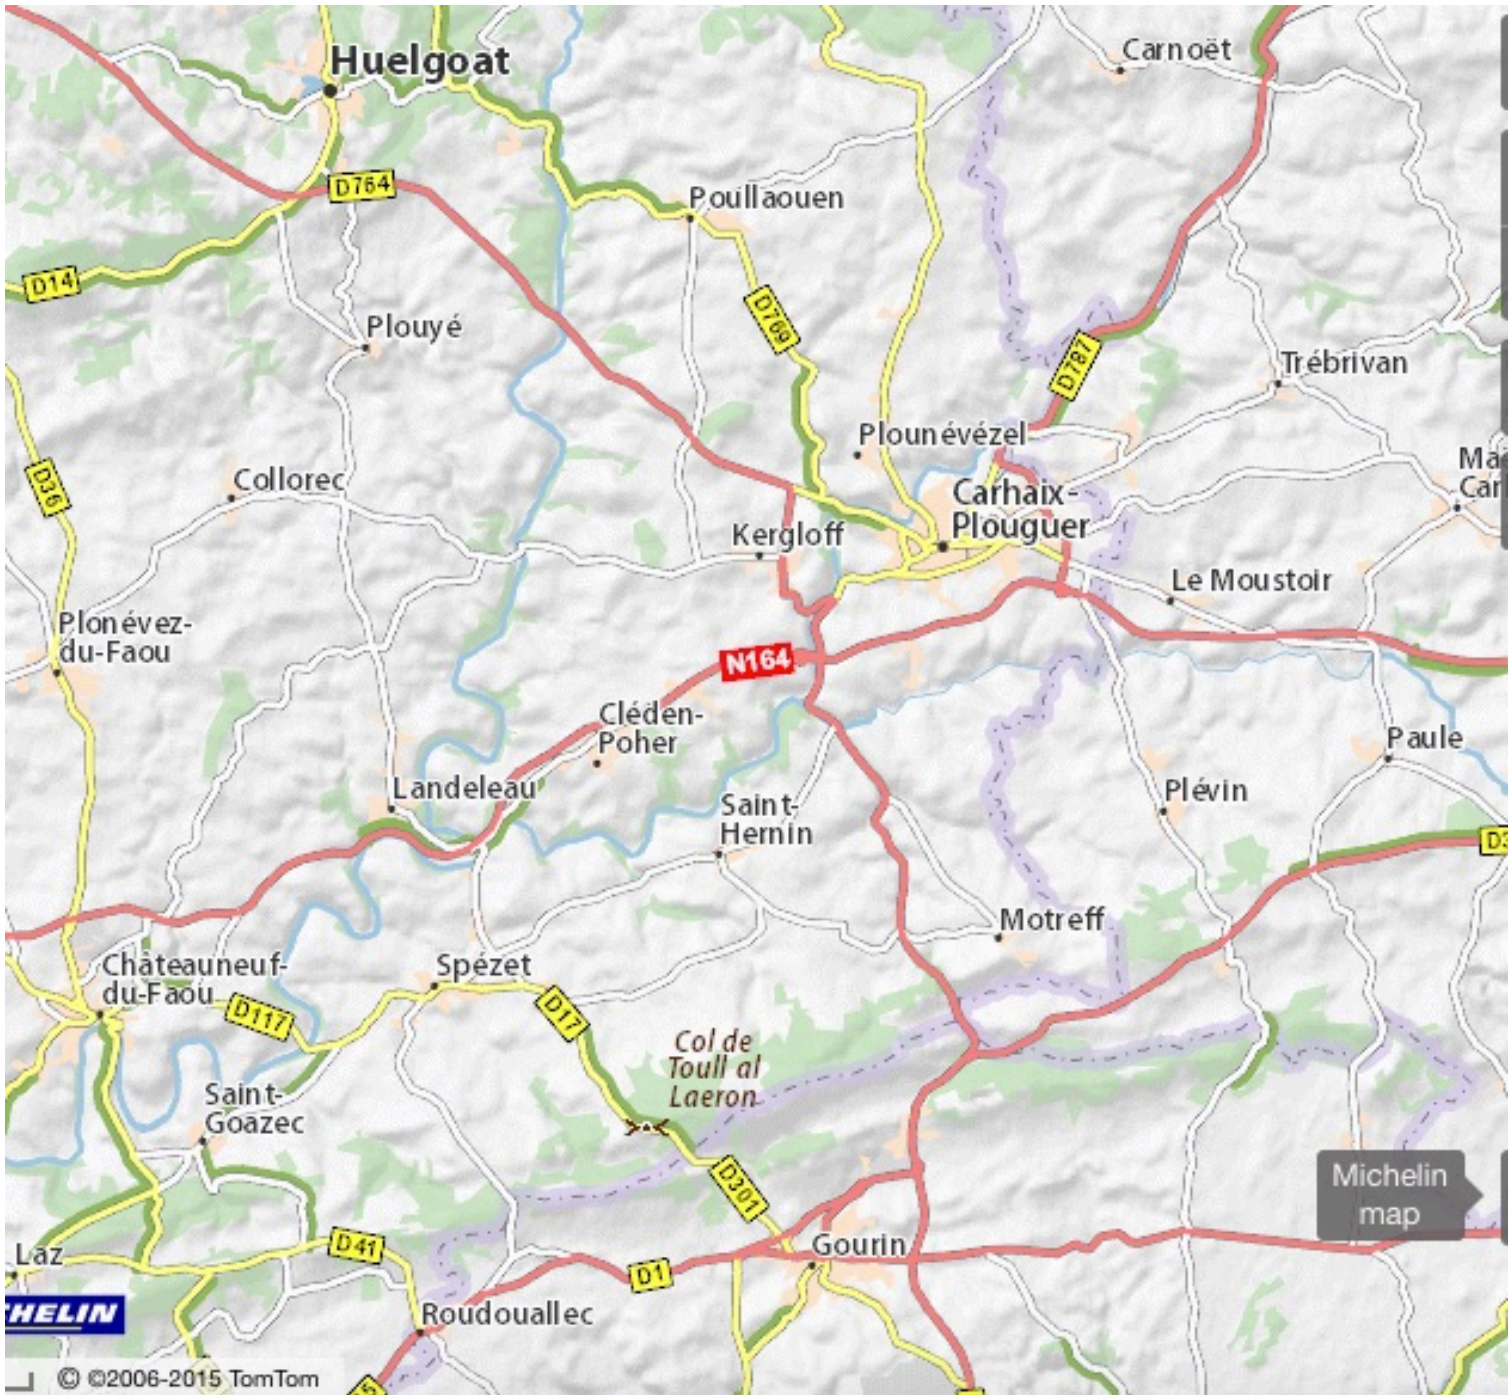 Carnoët
Huelgoat
D764
Poullaouen
D14
D769
Plouyé
D787
Trébrivan
Plounévézel
D36
Collorec
Carhaix-
Plouguer
Kergloff
Le Moustoir
Plonévez-
du-Faou
N164
Cléden-
Poher
Paule
Landeleau
Plévin
Saint-
Hernin
Motreff
Châteauneuf-
du-Faou
Spézet
D117
D17
Col de
Toull al
Laeron
Saint-
Goazec
D301
Michelin
map
Laz
D41
Gourin
D1
HELIN
Roudouallec
© ©2006-2015 TomTom